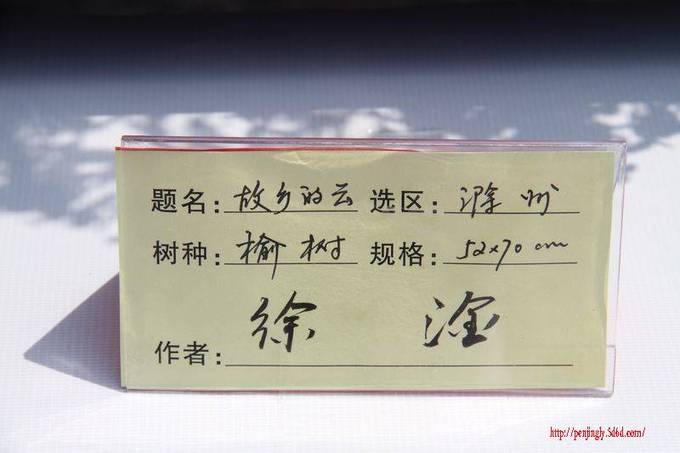 题名：故乡的云 选区：滁州
树种：榆树 规格：52x70cm
作者：徐淦
http://penjingly.5d6d.com/